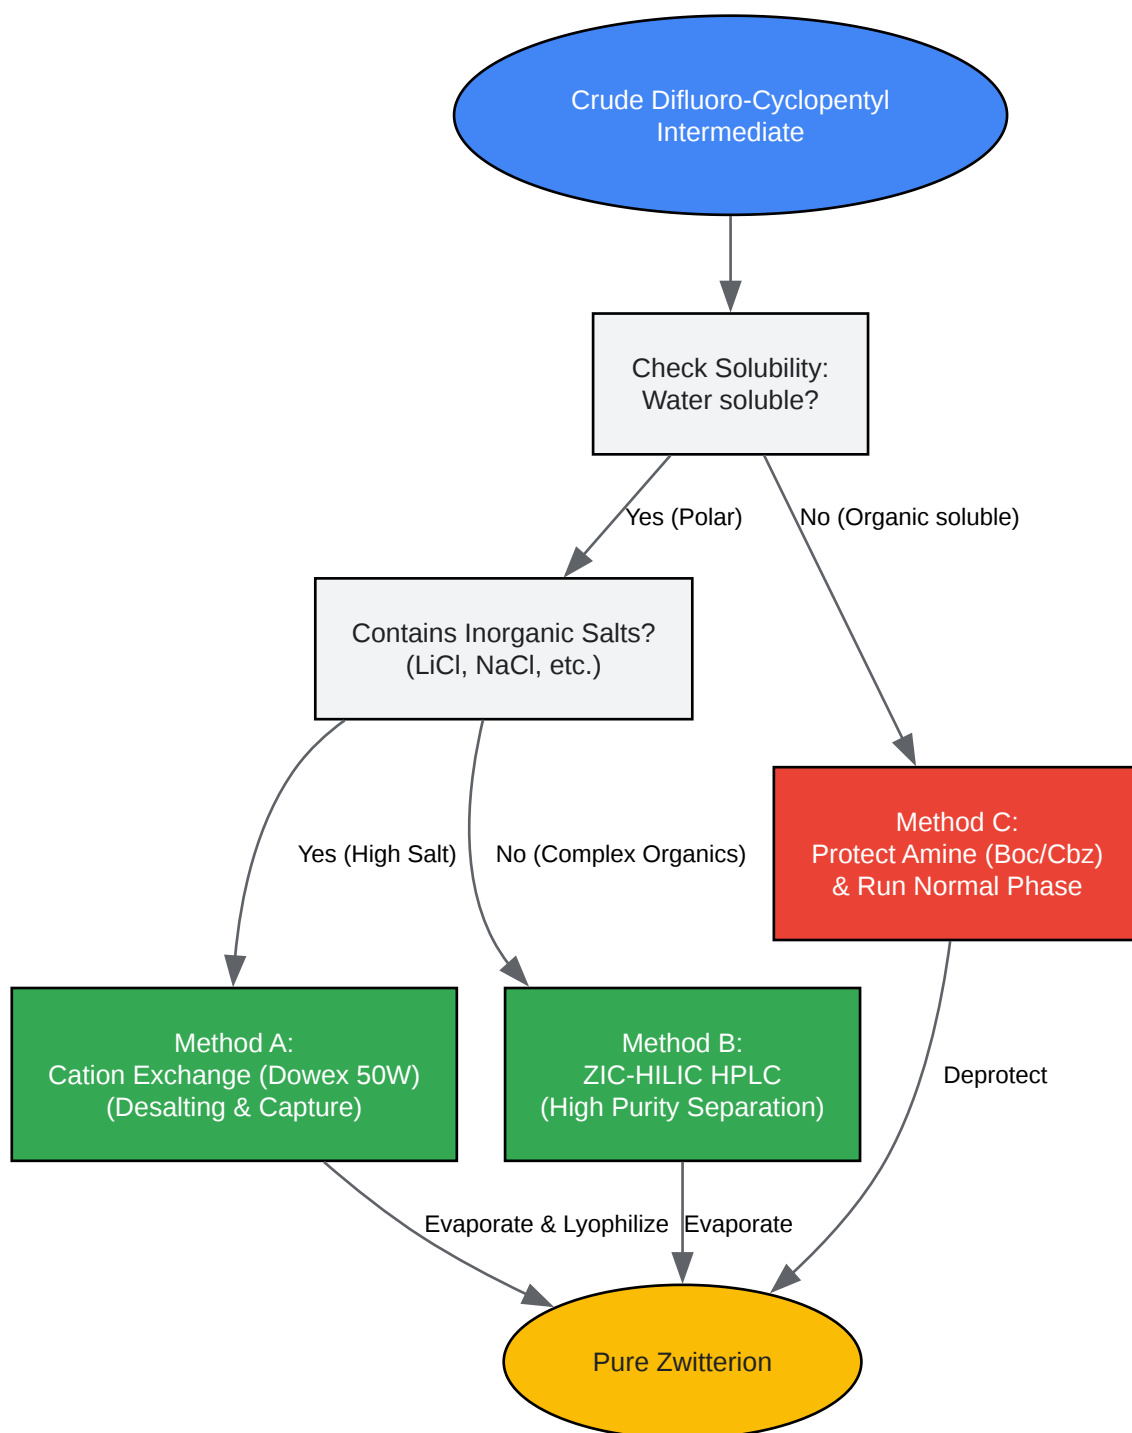 Crude Difluoro-Cyclopentyl
Intermediate
Check Solubility:
Water soluble?
Yes (Polar)
No (Organic soluble)
Contains Inorganic Salts?
(LiCl, NaCl, etc.)
Method C:
Protect Amine (Boc/Cbz)
& Run Normal Phase
Yes (High Salt)
No (Complex Organics)
Method A:
Cation Exchange (Dowex 50W)
(Desalting & Capture)
Method B:
ZIC-HILIC HPLC
(High Purity Separation)
Deprotect
Evaporate & Lyophilize
Evaporate
Pure Zwitterion